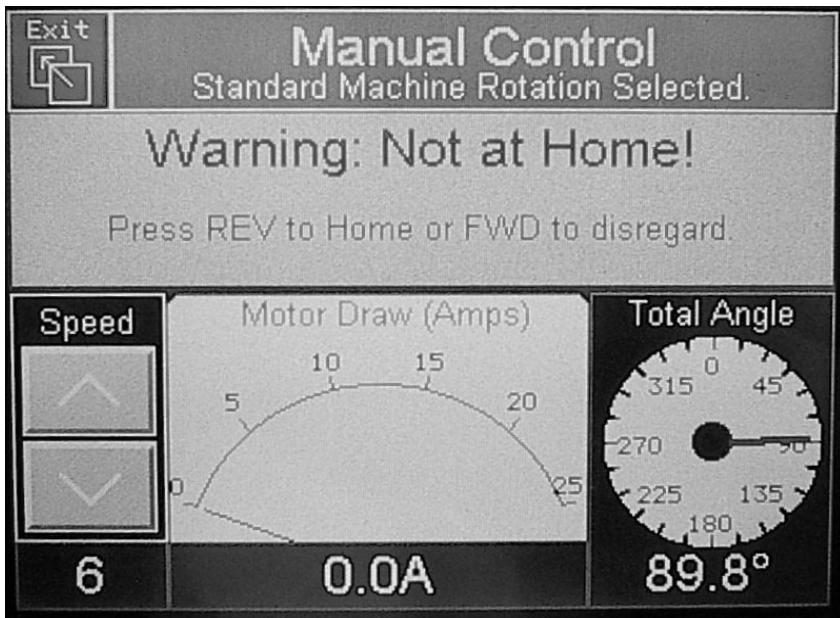 Exit
Manual Control
Standard Machine Rotation Selected.
Warning: Not at Home!
Press REV to Home or FWD to disregard.
Speed
6
Motor Draw (Amps)
0 5 10 15 20 25
0.0A
Total Angle
0
315 45
270 90
225 135
180
89.8°